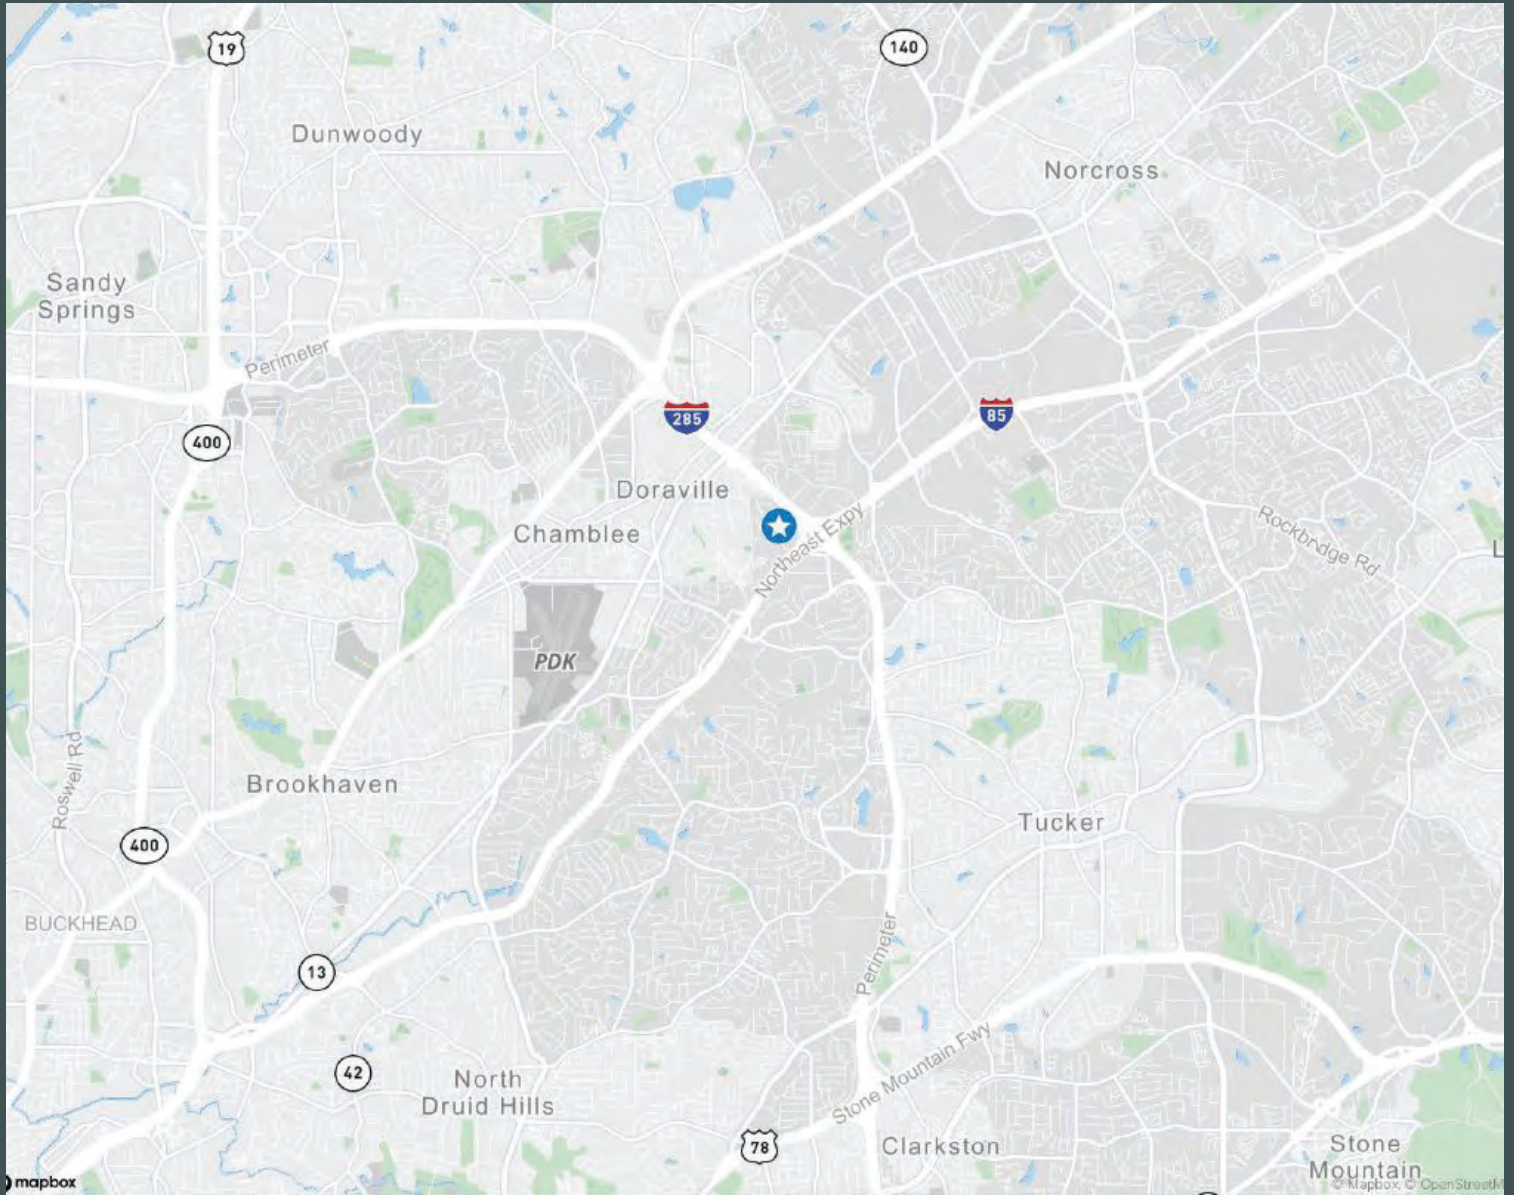 19
140
Dunwoody
Norcross
Sandy
Springs
Perimeter
285
85
400
Doraville
Chamblee
Northeast Expy
Rockbridge Rd
L
PDK
Roswell Rd
Brookhaven
Tucker
400
BUCKHEAD
Perimeter
13
Stone Mountain Fwy
42
North
Druid Hills
78
Clarkston
Stone
Mountain
mapbox
© Mapbox, © OpenStreetM